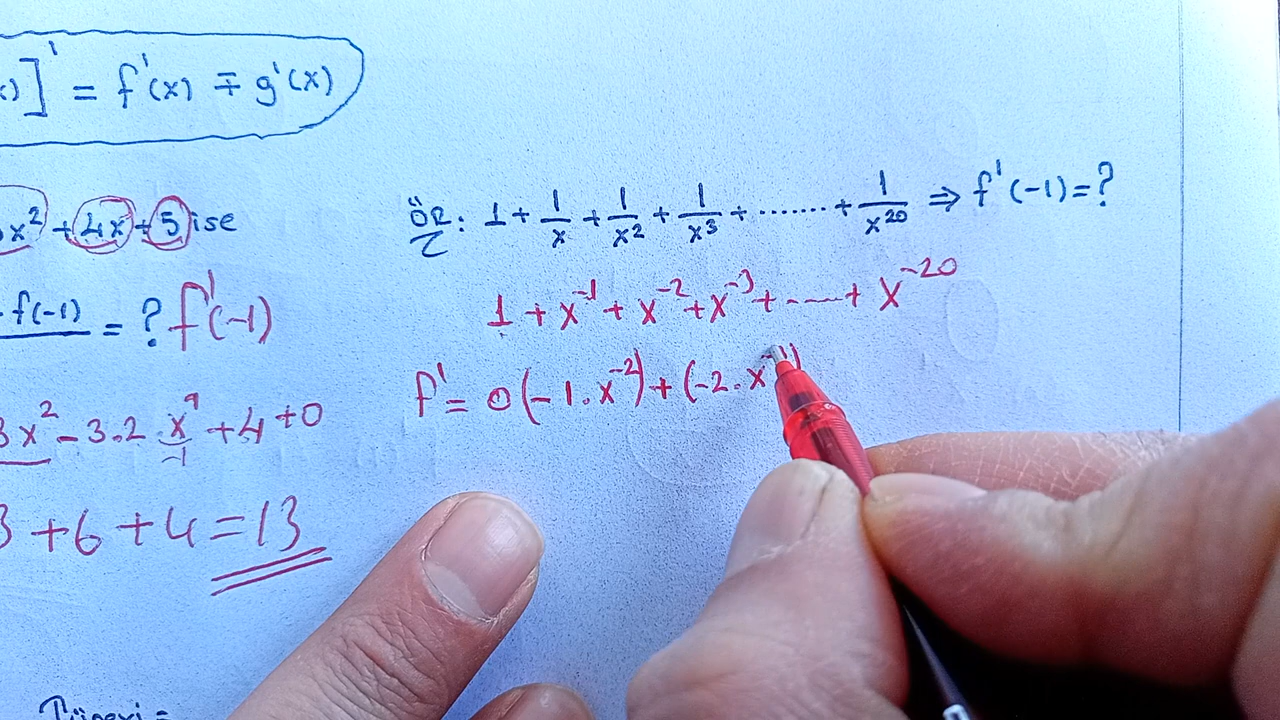 x)]' = f'(x) ∓ g'(x)
x² + 4x + 5 ise
f(-1) = ? f'(-1)
3x² - 3.2.x + 4 + 0
-1
3 + 6 + 4 = 13
ÖR: 1 + 1/x + 1/x² + 1/x³ + ....... + 1/x²⁰ ⇒ f'(-1) = ?
1 + x⁻¹ + x⁻² + x⁻³ + ..... + x⁻²⁰
f' = 0 (-1.x⁻²) + (-2.x